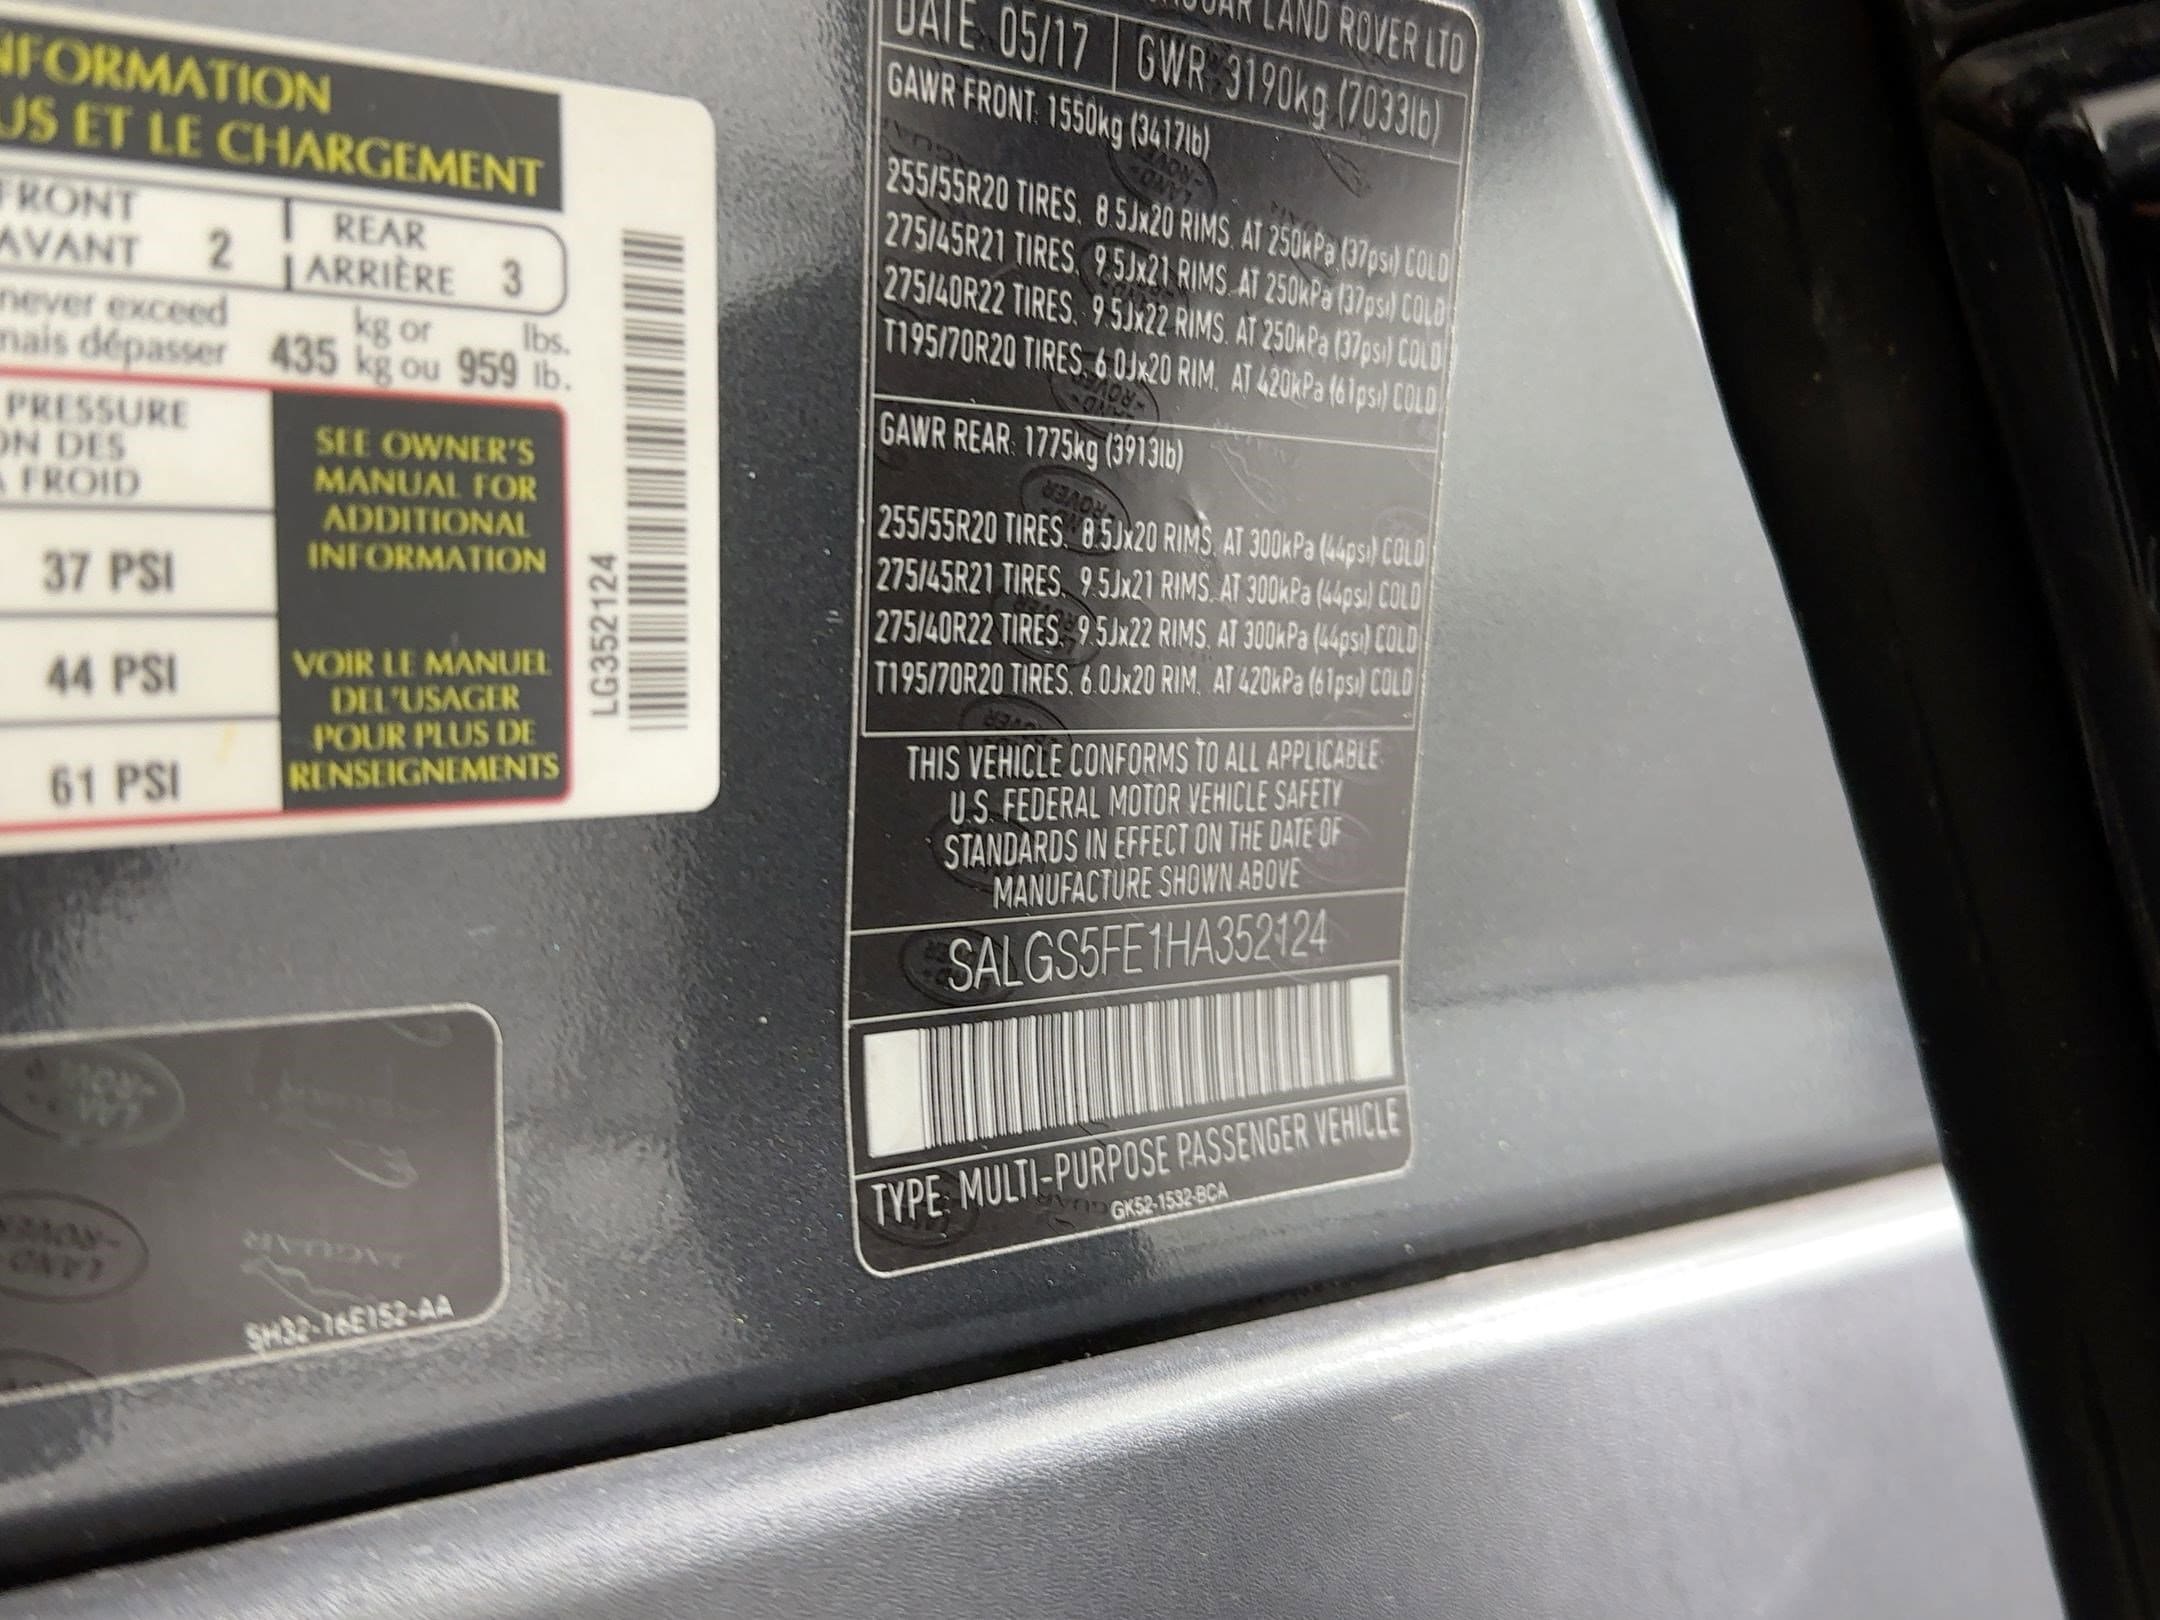 NFORMATION
US ET LE CHARGEMENT
FRONT
AVANT 2
REAR
ARRIÈRE 3
never exceed
mais dépasser 435 kg or kg ou 959 lbs. lb.
PRESSURE
ON DES
FROID
37 PSI
44 PSI
61 PSI
SEE OWNER'S
MANUAL FOR
ADDITIONAL
INFORMATION
VOIR LE MANUEL
DEL'USAGER
POUR PLUS DE
RENSEIGNEMENTS
LG352124
JAGUAR
5H32-16E152-AA
LAND ROVER LTD
DATE: 05/17 GWR: 3190kg (7033lb)
GAWR FRONT: 1550kg (3417lb)
255/55R20 TIRES. 8.5Jx20 RIMS. AT 250kPa (37psi) COLD
275/45R21 TIRES. 9.5Jx21 RIMS. AT 250kPa (37psi) COLD
275/40R22 TIRES. 9.5Jx22 RIMS. AT 250kPa (37psi) COLD
T195/70R20 TIRES. 6.0Jx20 RIM. AT 420kPa (61psi) COLD
GAWR REAR: 1775kg (3913lb)
255/55R20 TIRES. 8.5Jx20 RIMS. AT 300kPa (44psi) COLD
275/45R21 TIRES. 9.5Jx21 RIMS. AT 300kPa (44psi) COLD
275/40R22 TIRES. 9.5Jx22 RIMS. AT 300kPa (44psi) COLD
T195/70R20 TIRES. 6.0Jx20 RIM. AT 420kPa (61psi) COLD
THIS VEHICLE CONFORMS TO ALL APPLICABLE
U.S. FEDERAL MOTOR VEHICLE SAFETY
STANDARDS IN EFFECT ON THE DATE OF
MANUFACTURE SHOWN ABOVE
SALGS5FE1HA352124
TYPE: MULTI-PURPOSE PASSENGER VEHICLE
GK52-1532-BCA